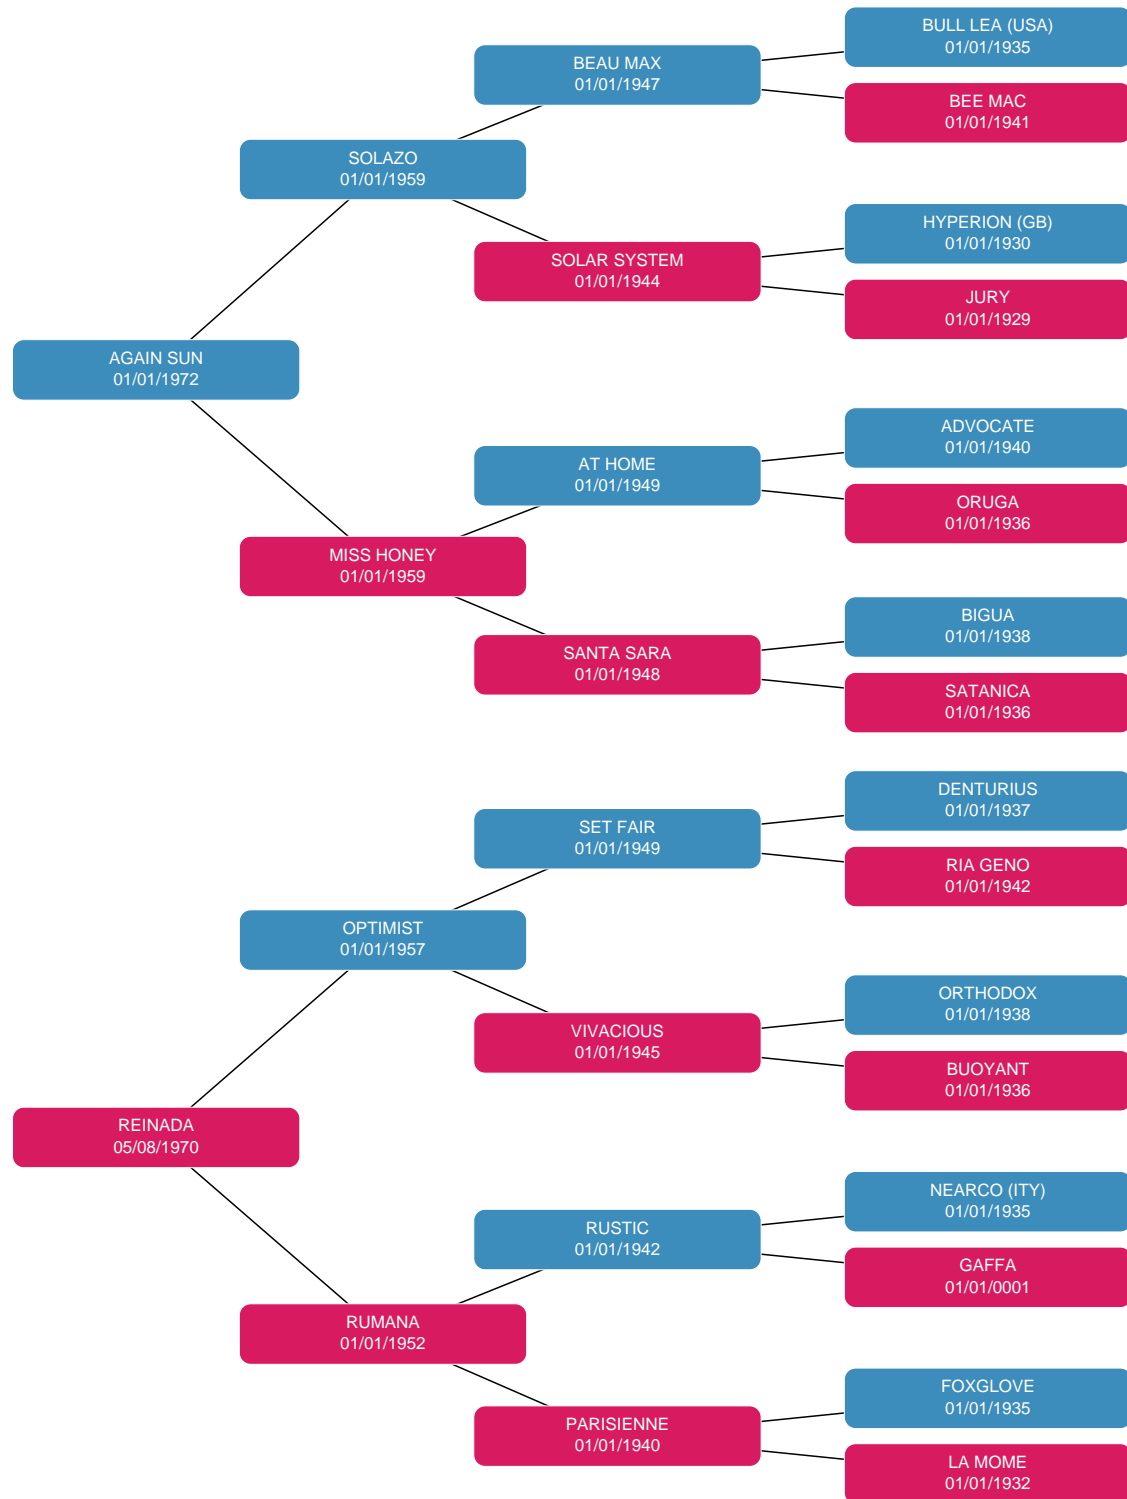 BULL LEA (USA)
01/01/1935
BEAU MAX
01/01/1947
BEE MAC
01/01/1941
SOLAZO
01/01/1959
HYPERION (GB)
01/01/1930
SOLAR SYSTEM
01/01/1944
JURY
01/01/1929
AGAIN SUN
01/01/1972
ADVOCATE
01/01/1940
AT HOME
01/01/1949
ORUGA
01/01/1936
MISS HONEY
01/01/1959
BIGUA
01/01/1938
SANTA SARA
01/01/1948
SATANICA
01/01/1936
DENTURIUS
01/01/1937
SET FAIR
01/01/1949
RIA GENO
01/01/1942
OPTIMIST
01/01/1957
ORTHODOX
01/01/1938
VIVACIOUS
01/01/1945
BUOYANT
01/01/1936
REINADA
05/08/1970
NEARCO (ITY)
01/01/1935
RUSTIC
01/01/1942
GAFFA
01/01/0001
RUMANA
01/01/1952
FOXGLOVE
01/01/1935
PARISIENNE
01/01/1940
LA MOME
01/01/1932